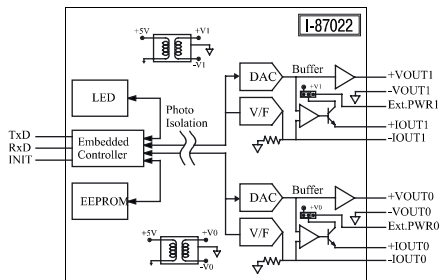 I-87022
+5V
+V1
-V1
LED
TxD
RxD
INIT
Embedded
Controller
Photo
Isolation
EEPROM
+5V
+V0
-V0
DAC
Buffer
V/F
+V1
+VOUT1
-VOUT1
Ext.PWR1
+IOUT1
-IOUT1
DAC
Buffer
V/F
+V0
+VOUT0
-VOUT0
Ext.PWR0
+IOUT0
-IOUT0